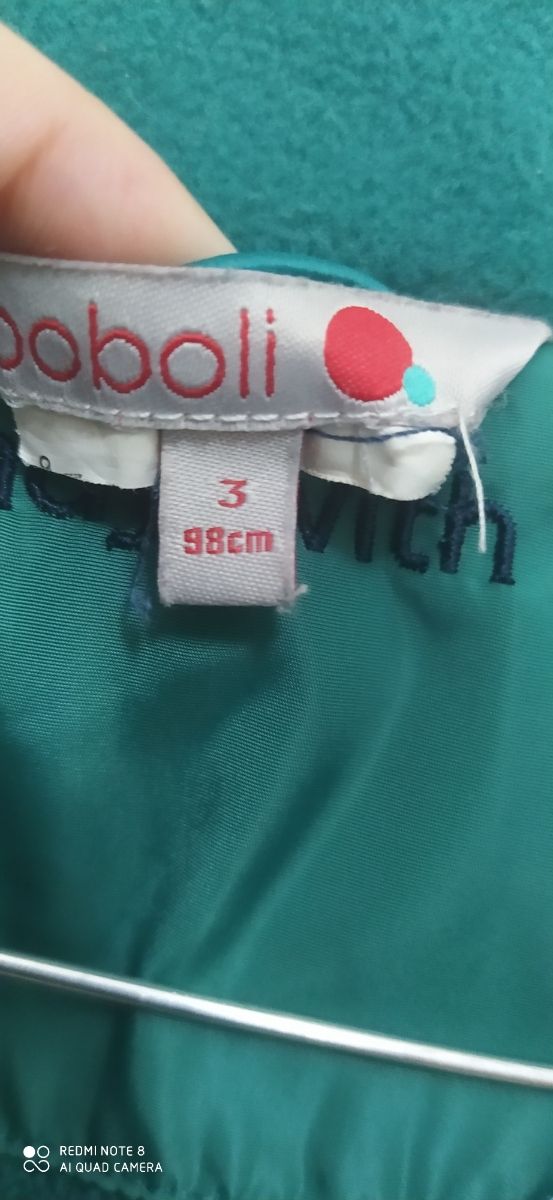 boboli
3
98cm
REDMI NOTE 8
AI QUAD CAMERA